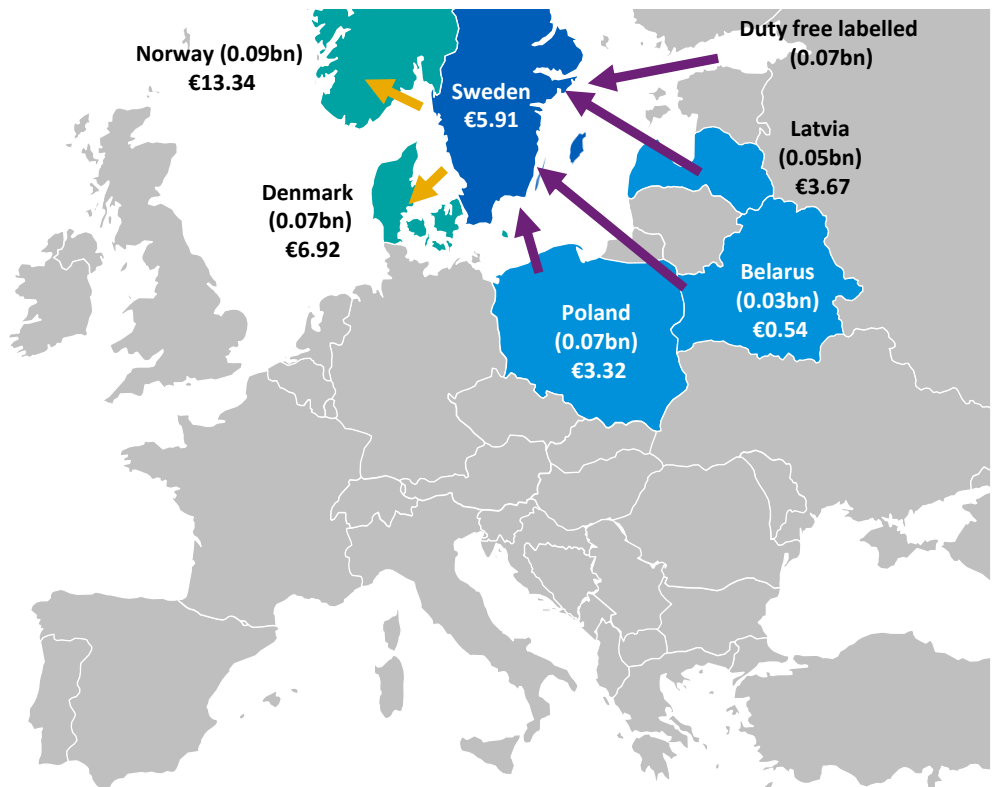 Norway (0.09bn)
€13.34
Sweden
€5.91
Duty free labelled
(0.07bn)
Latvia
(0.05bn)
€3.67
Denmark
(0.07bn)
€6.92
Belarus
(0.03bn)
€0.54
Poland
(0.07bn)
€3.32